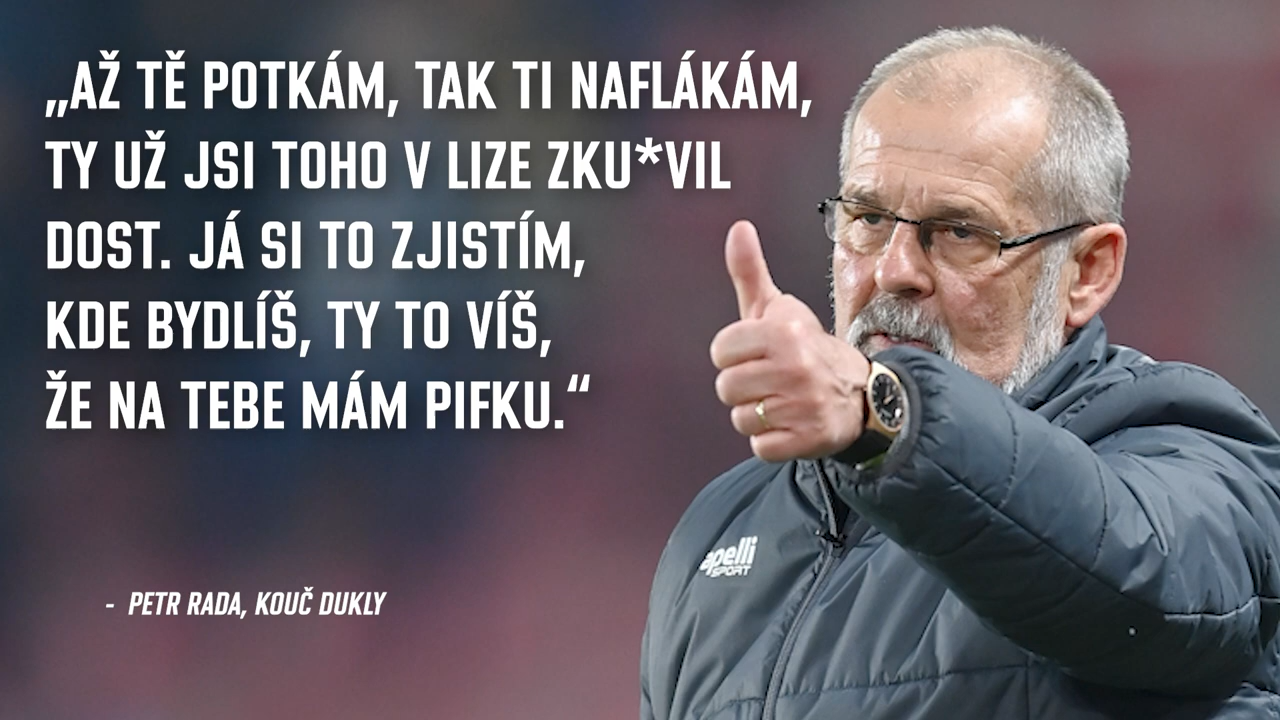 „AŽ TĚ POTKÁM, TAK TI NAFLÁKÁM,
TY UŽ JSI TOHO V LIZE ZKU*VIL
DOST. JÁ SI TO ZJISTÍM,
KDE BYDLÍŠ, TY TO VÍŠ,
ŽE NA TEBE MÁM PIFKU.“
- PETR RADA, KOUČ DUKLY
apelli
SPORT